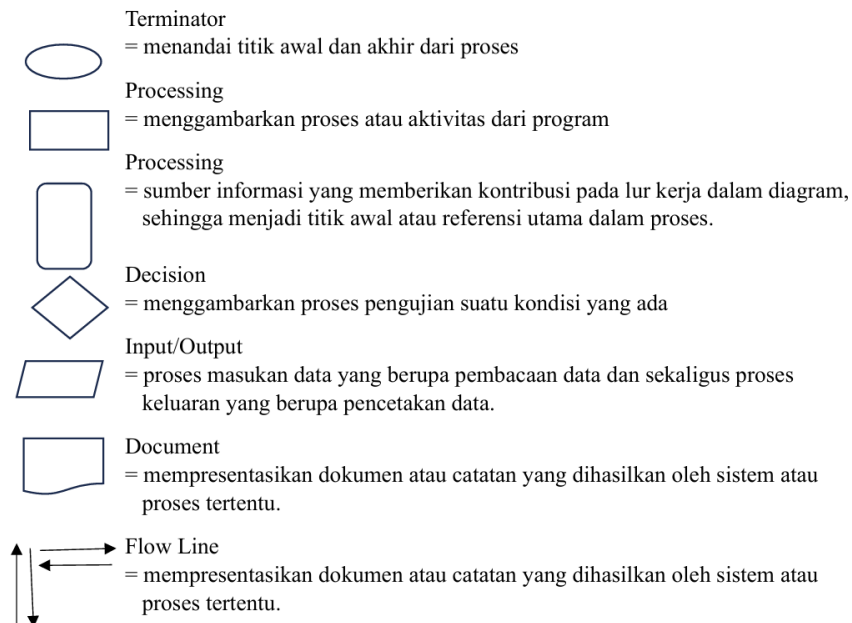 Terminator
= menandai titik awal dan akhir dari proses
Processing
= menggambarkan proses atau aktivitas dari program
Processing
= sumber informasi yang memberikan kontribusi pada lur kerja dalam diagram,
sehingga menjadi titik awal atau referensi utama dalam proses.
Decision
= menggambarkan proses pengujian suatu kondisi yang ada
Input/Output
= proses masukan data yang berupa pembacaan data dan sekaligus proses
keluaran yang berupa pencetakan data.
Document
= mempresentasikan dokumen atau catatan yang dihasilkan oleh sistem atau
proses tertentu.
Flow Line
= mempresentasikan dokumen atau catatan yang dihasilkan oleh sistem atau
proses tertentu.